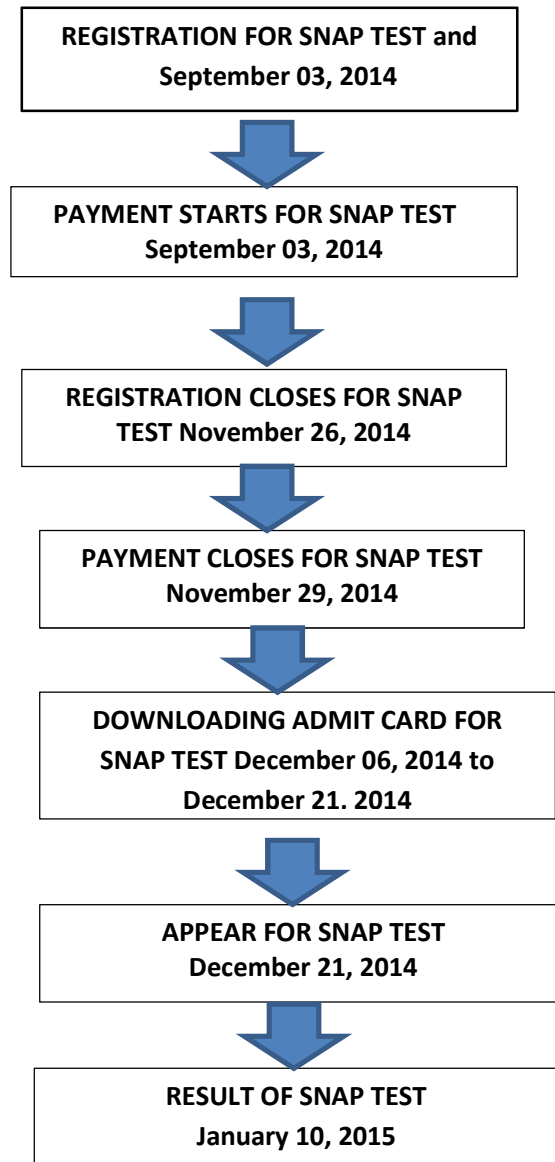 REGISTRATION FOR SNAP TEST and
September 03, 2014
PAYMENT STARTS FOR SNAP TEST
September 03, 2014
REGISTRATION CLOSES FOR SNAP
TEST November 26, 2014
PAYMENT CLOSES FOR SNAP TEST
November 29, 2014
DOWNLOADING ADMIT CARD FOR
SNAP TEST December 06, 2014 to
December 21. 2014
APPEAR FOR SNAP TEST
December 21, 2014
RESULT OF SNAP TEST
January 10, 2015